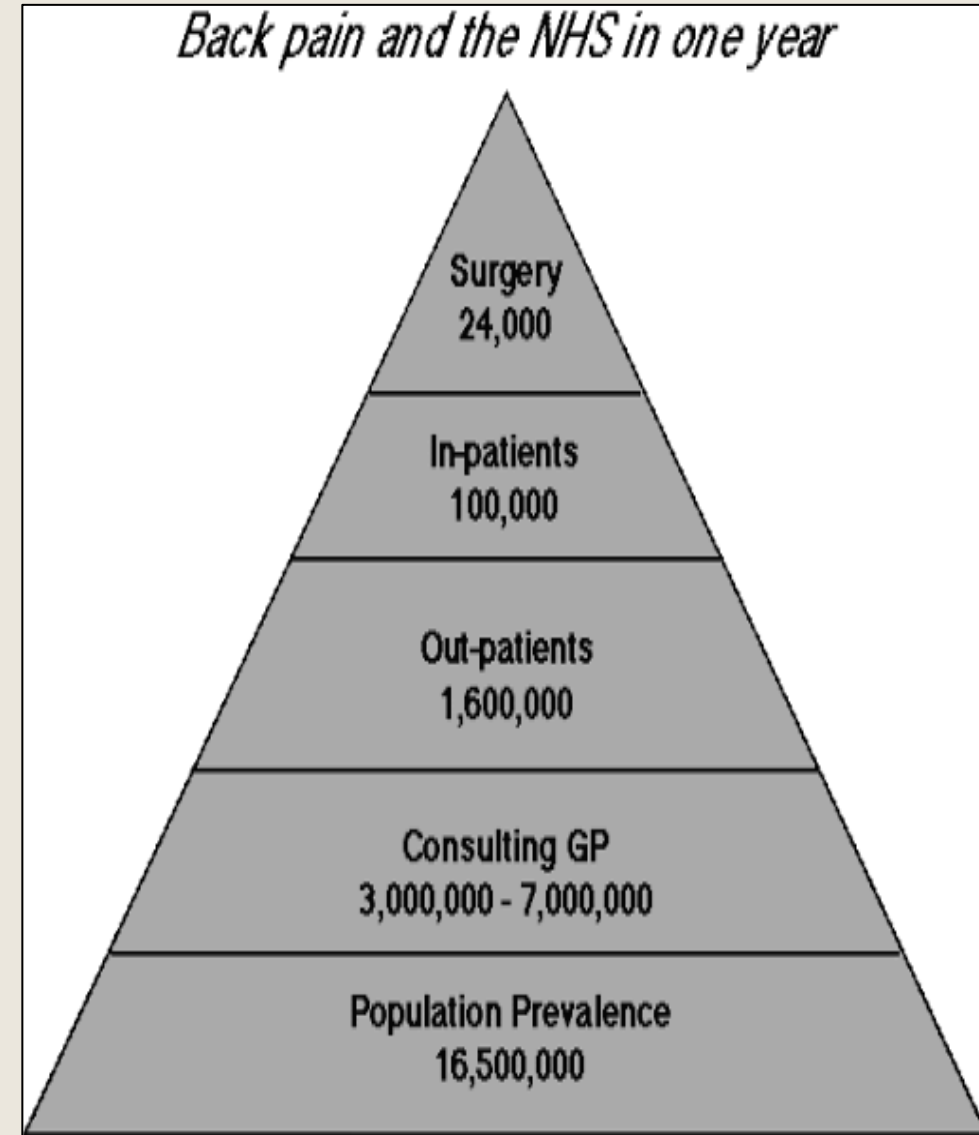 Back pain and the NHS in one year
Surgery
24,000
In-patients
100,000
Out-patients
1,600,000
Consulting GP
3,000,000 - 7,000,000
Population Prevalence
16,500,000